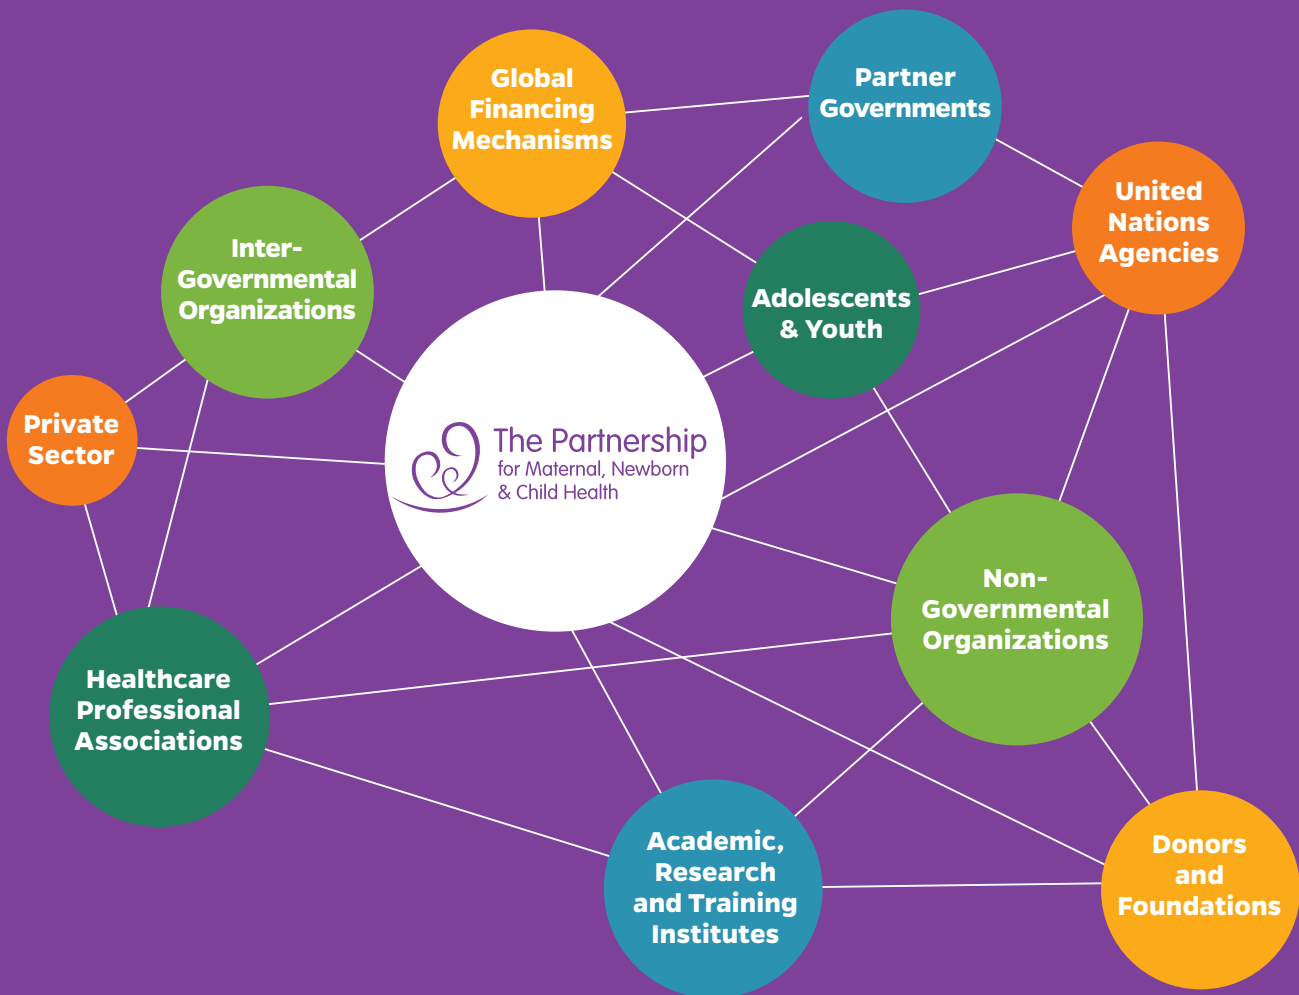 Global
Financing
Mechanisms
Partner
Governments
United
Nations
Agencies
Inter-
Governmental
Organizations
Adolescents
& Youth
Private
Sector
The Partnership
for Maternal, Newborn
& Child Health
Non-
Governmental
Organizations
Healthcare
Professional
Associations
Academic,
Research
and Training
Institutes
Donors
and
Foundations